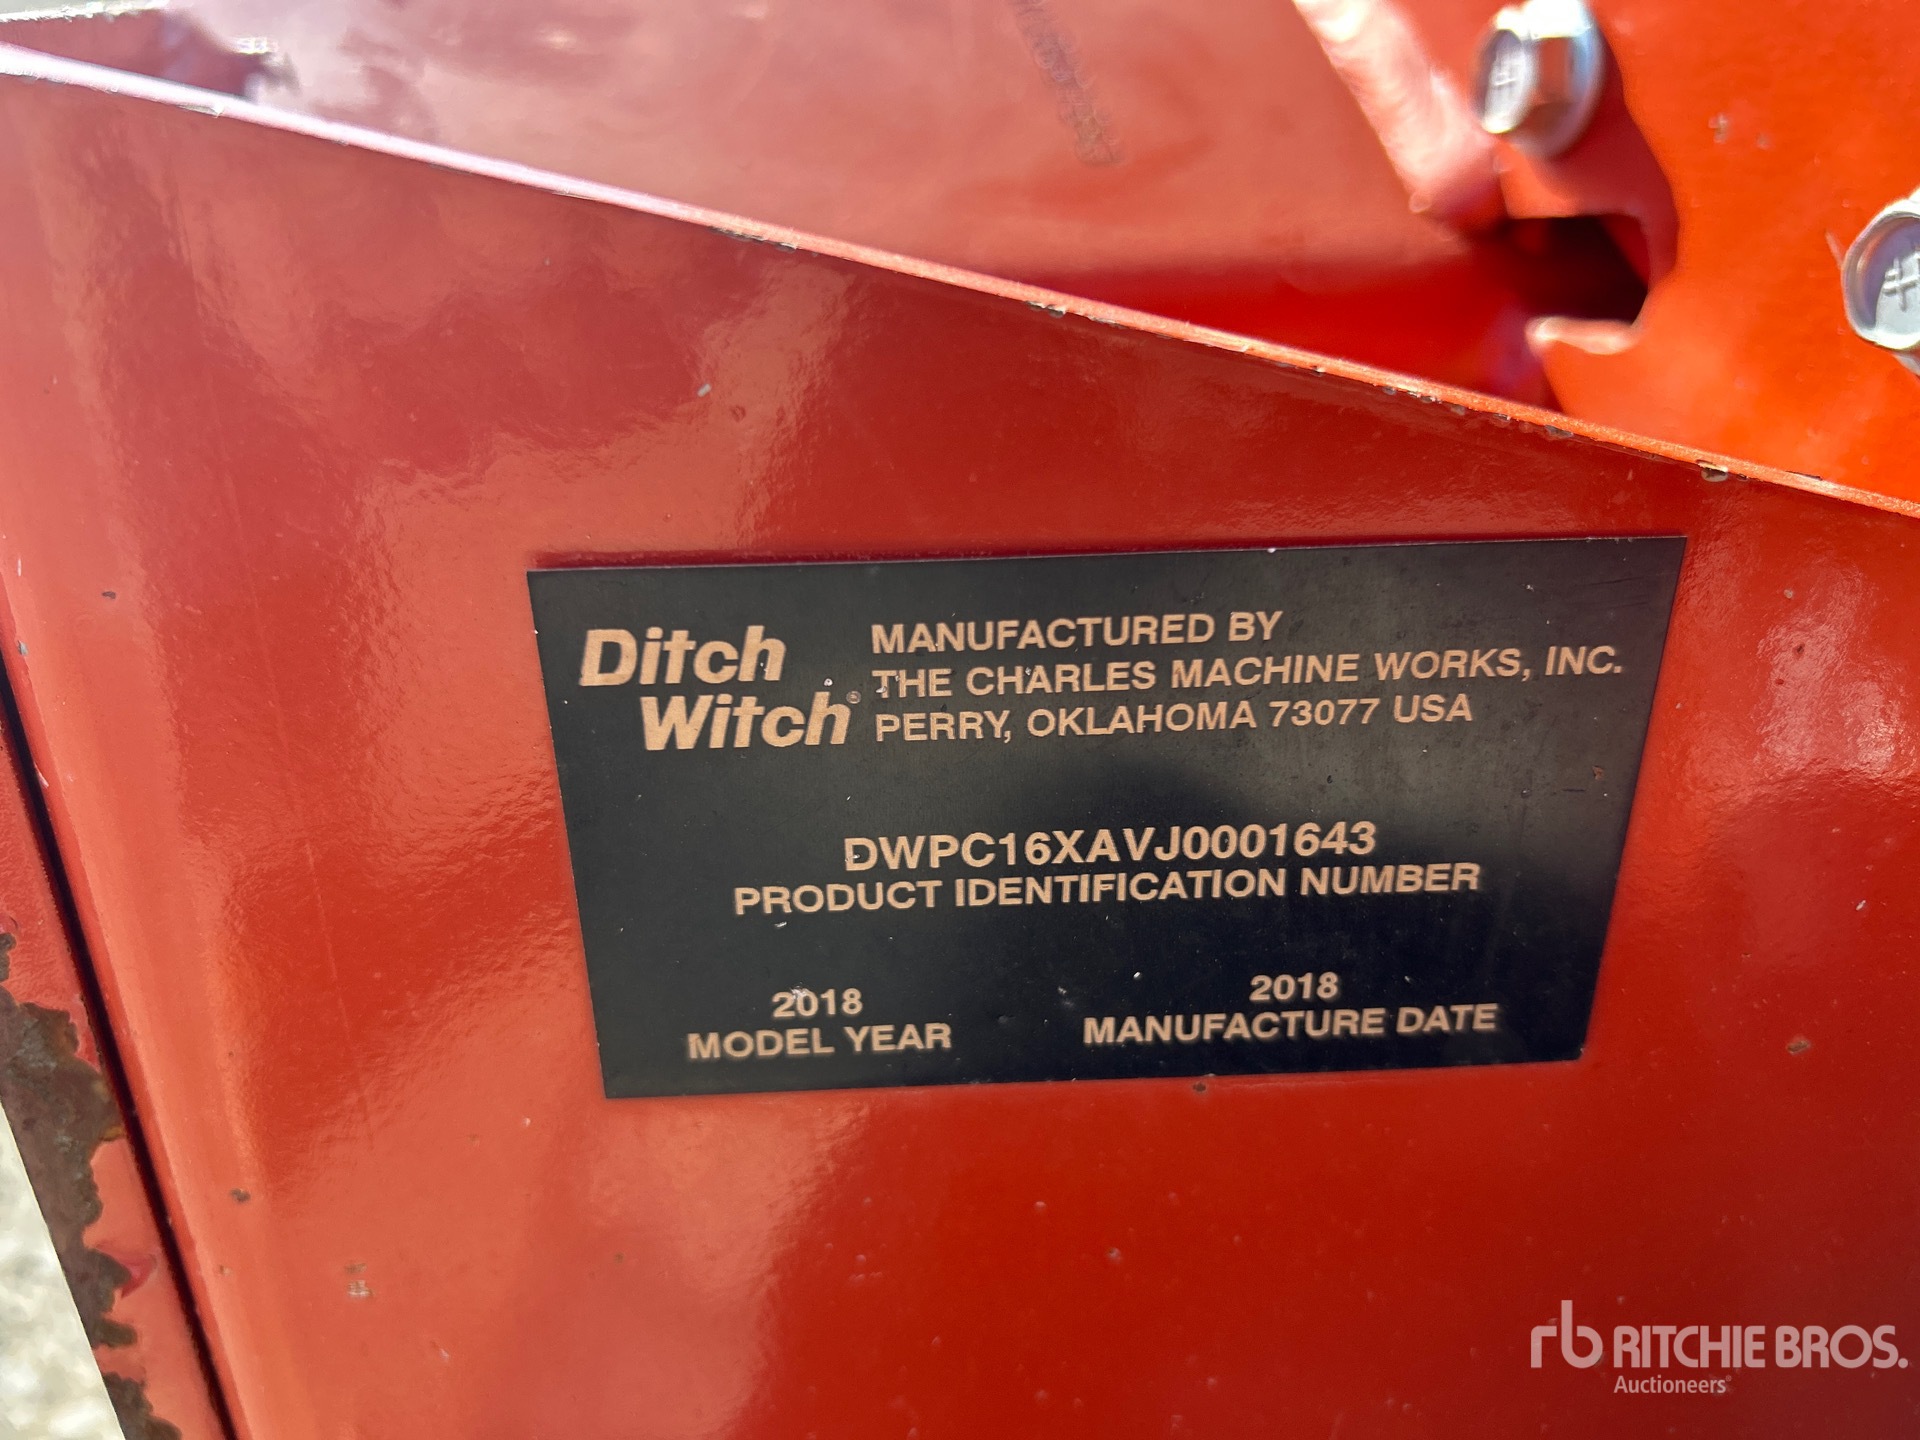 Ditch
Witch®
MANUFACTURED BY
THE CHARLES MACHINE WORKS, INC.
PERRY, OKLAHOMA 73077 USA
DWPC16XAVJ0001643
PRODUCT IDENTIFICATION NUMBER
2018
MODEL YEAR
2018
MANUFACTURE DATE
rb RITCHIE BROS.
Auctioneers